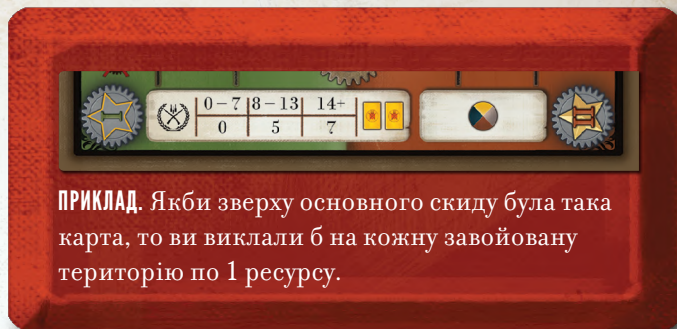 I 0–7 8–13 14+ II
0 5 7
ПРИКЛАД. Якби зверху основного скиду була така
карта, то ви виклали б на кожну завойовану
територію по 1 ресурсу.